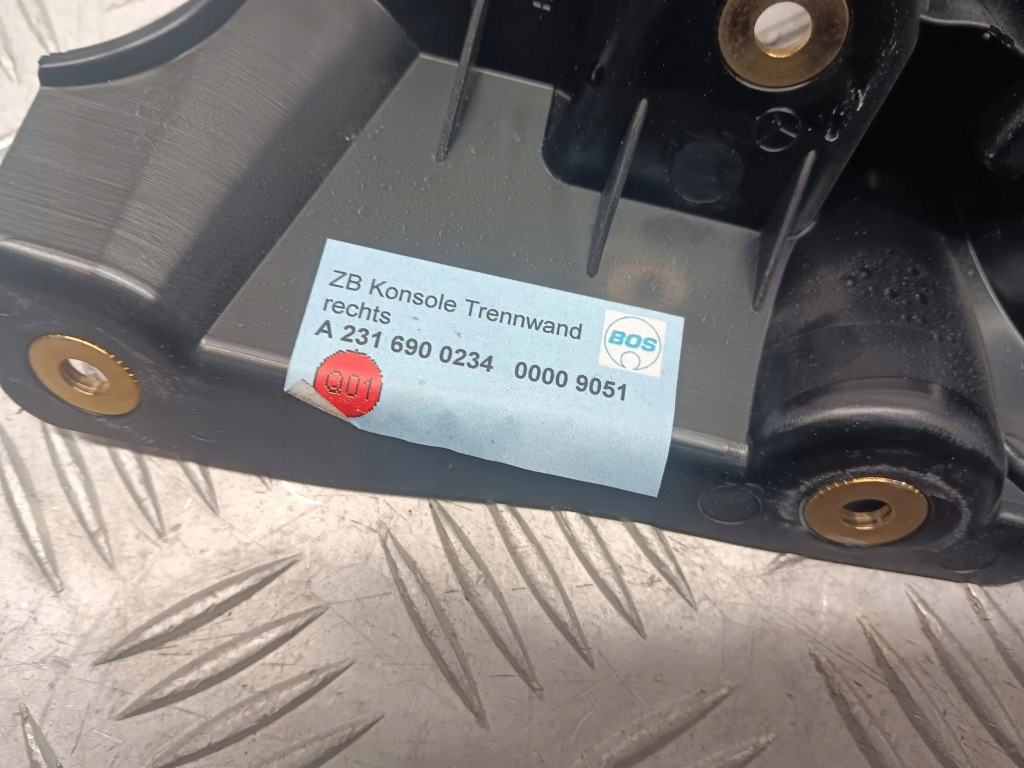 ZB Konsole Trennwand
rechts
A 231 690 0234 0000 9051
BOS
Q01